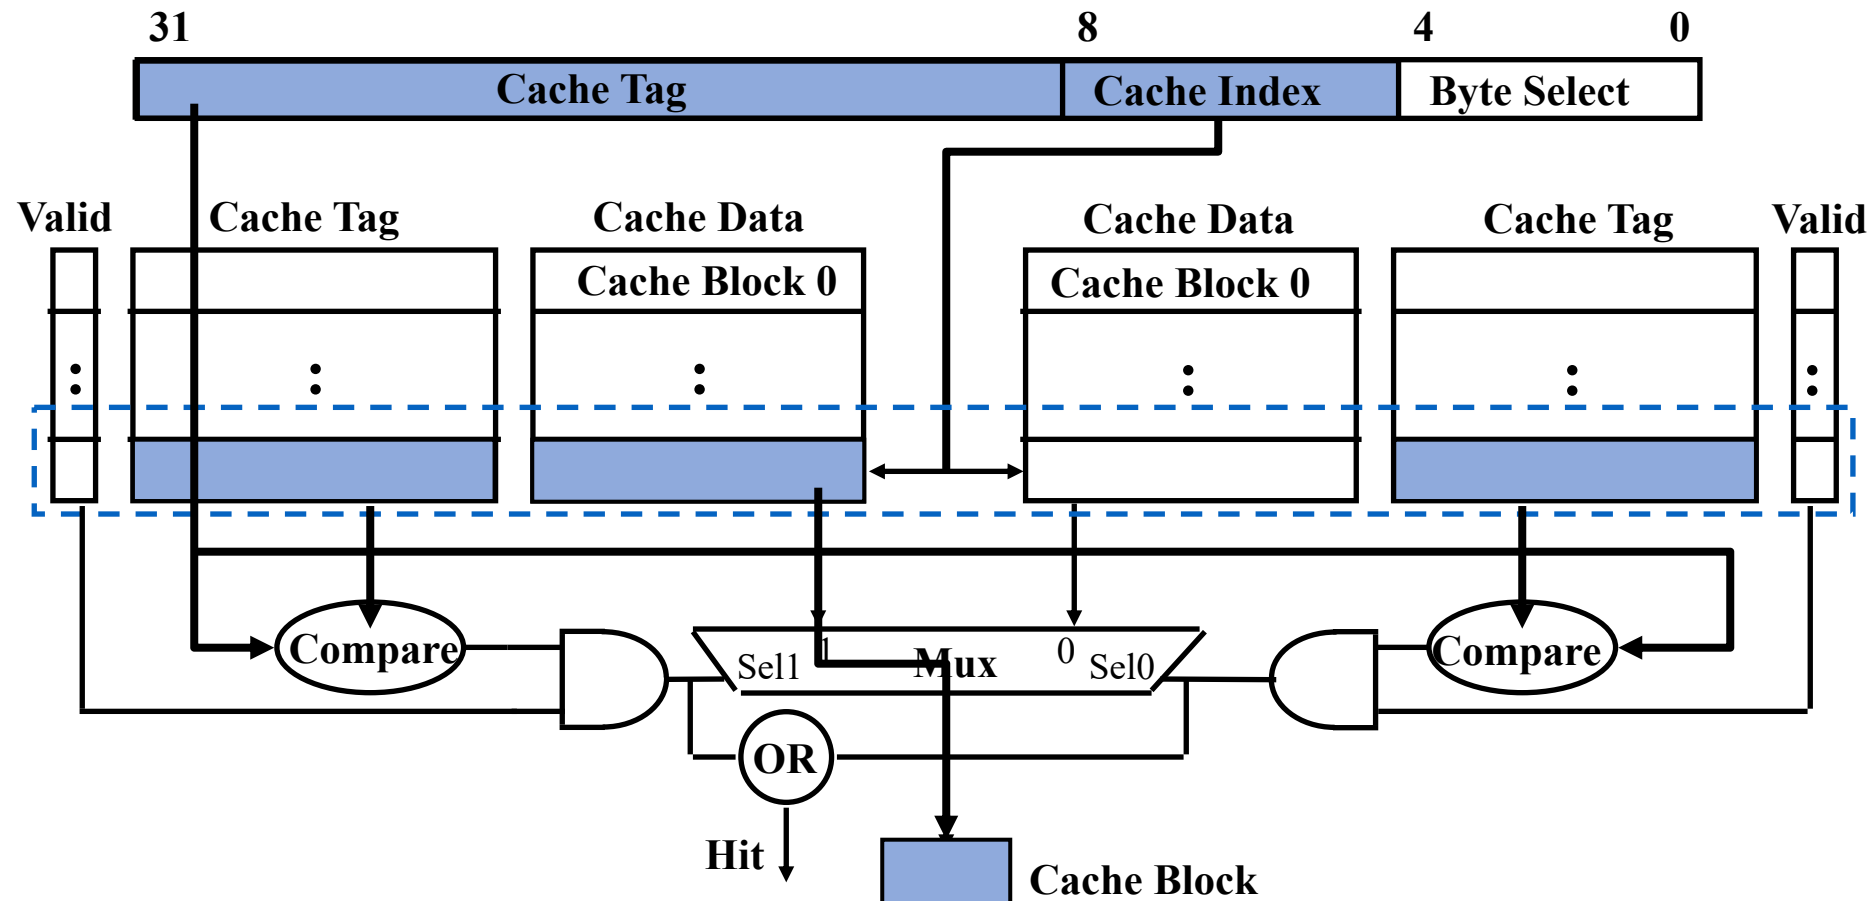 31 8 4 0
Cache Tag Cache Index Byte Select
Valid Cache Tag Cache Data Cache Data Cache Tag Valid
Cache Block 0 Cache Block 0
: : : : : :
Compare Sel1 1 Mux 0 Sel0 Compare
OR
Hit
Cache Block